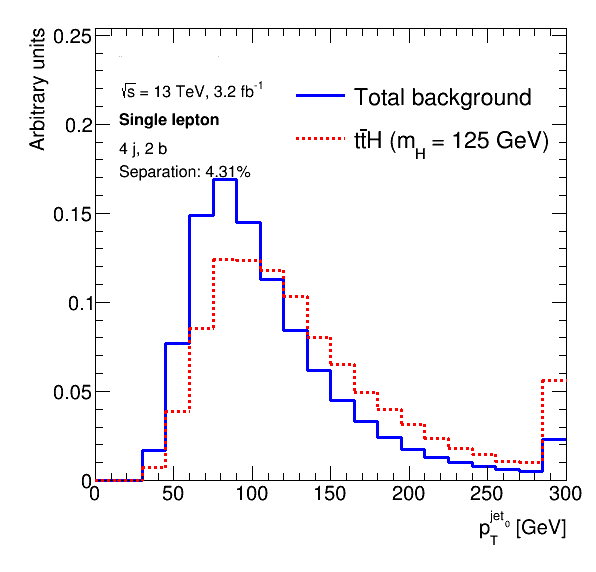 Arbitrary units
0.25
0.2
0.15
0.1
0.05
0
√s = 13 TeV, 3.2 fb⁻¹
Single lepton
4 j, 2 b
Separation: 4.31%
Total background
tt̄H (m_H = 125 GeV)
0 50 100 150 200 250 300
p_T^jet₀ [GeV]